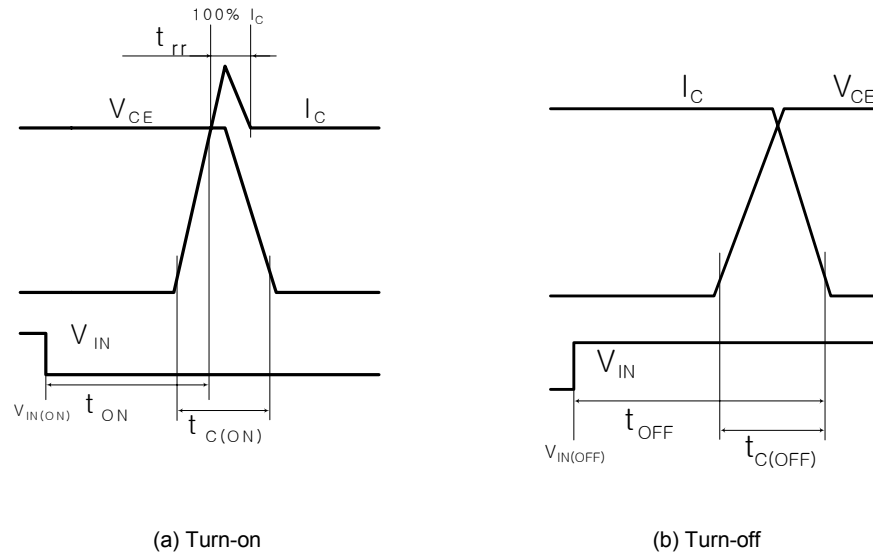 100% I_C
t_rr
V_CE
I_C
V_IN
V_IN(ON)
t_ON
t_C(ON)
(a) Turn-on
I_C
V_CE
V_IN
V_IN(OFF)
t_OFF
t_C(OFF)
(b) Turn-off